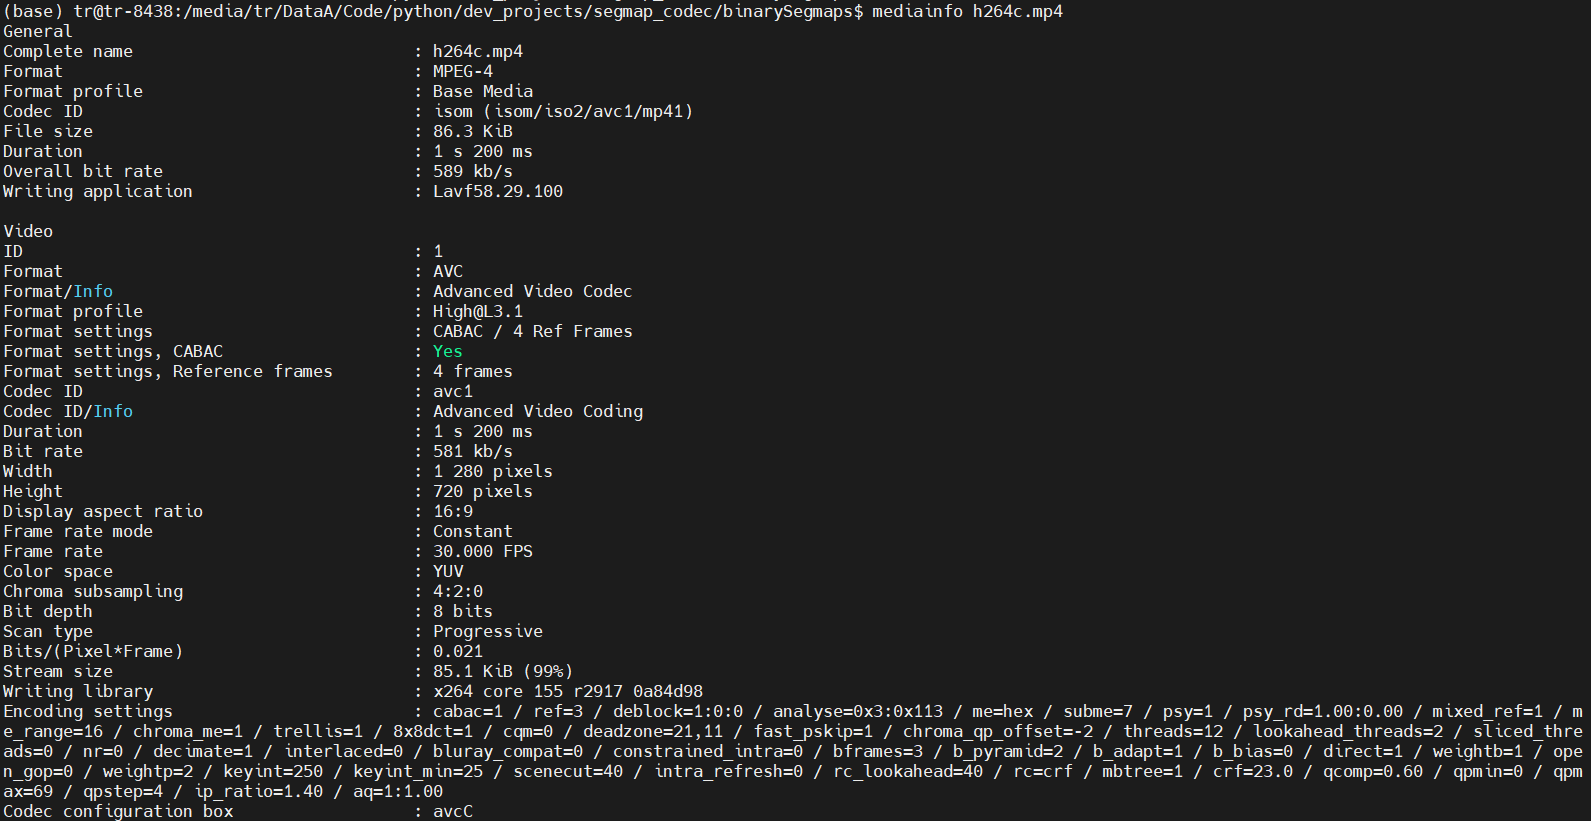 (base) tr@tr-8438:/media/tr/DataA/Code/python/dev_projects/segmap_codec/binarySegmaps$ mediainfo h264c.mp4
General
Complete name : h264c.mp4
Format : MPEG-4
Format profile : Base Media
Codec ID : isom (isom/iso2/avc1/mp41)
File size : 86.3 KiB
Duration : 1 s 200 ms
Overall bit rate : 589 kb/s
Writing application : Lavf58.29.100

Video
ID : 1
Format : AVC
Format/Info : Advanced Video Codec
Format profile : High@L3.1
Format settings : CABAC / 4 Ref Frames
Format settings, CABAC : Yes
Format settings, Reference frames : 4 frames
Codec ID : avc1
Codec ID/Info : Advanced Video Coding
Duration : 1 s 200 ms
Bit rate : 581 kb/s
Width : 1 280 pixels
Height : 720 pixels
Display aspect ratio : 16:9
Frame rate mode : Constant
Frame rate : 30.000 FPS
Color space : YUV
Chroma subsampling : 4:2:0
Bit depth : 8 bits
Scan type : Progressive
Bits/(Pixel*Frame) : 0.021
Stream size : 85.1 KiB (99%)
Writing library : x264 core 155 r2917 0a84d98
Encoding settings : cabac=1 / ref=3 / deblock=1:0:0 / analyse=0x3:0x113 / me=hex / subme=7 / psy=1 / psy_rd=1.00:0.00 / mixed_ref=1 / m
e_range=16 / chroma_me=1 / trellis=1 / 8x8dct=1 / cqm=0 / deadzone=21,11 / fast_pskip=1 / chroma_qp_offset=-2 / threads=12 / lookahead_threads=2 / sliced_thre
ads=0 / nr=0 / decimate=1 / interlaced=0 / bluray_compat=0 / constrained_intra=0 / bframes=3 / b_pyramid=2 / b_adapt=1 / b_bias=0 / direct=1 / weightb=1 / ope
n_gop=0 / weightp=2 / keyint=250 / keyint_min=25 / scenecut=40 / intra_refresh=0 / rc_lookahead=40 / rc=crf / mbtree=1 / crf=23.0 / qcomp=0.60 / qpmin=0 / qpm
ax=69 / qpstep=4 / ip_ratio=1.40 / aq=1:1.00
Codec configuration box : avcC